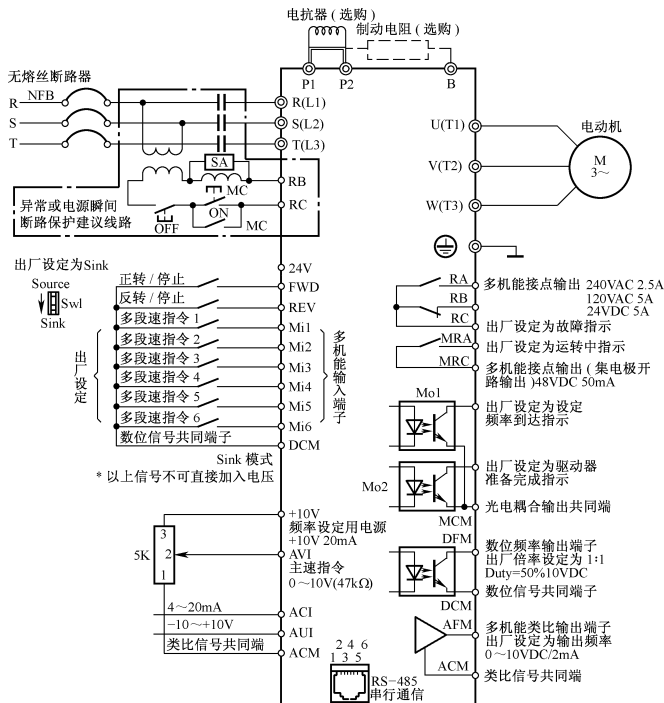 电抗器(选购)
制动电阻(选购)
P1 P2 B
无熔丝断路器
R NFB R(L1)
S S(L2)
T T(L3)
U(T1)
V(T2)
W(T3)
电动机
M
3～
SA
RB
MC
RC
异常或电源瞬间
断路保护建议线路
ON
OFF
MC
出厂设定为Sink
Source
Sw1
Sink
24V
正转/停止 FWD
反转/停止 REV
多段速指令 1 Mi1
多段速指令 2 Mi2
多段速指令 3 Mi3
多段速指令 4 Mi4
多段速指令 5 Mi5
多段速指令 6 Mi6
数位信号共同端子 DCM
出厂设定
多机能输入端子
Sink 模式
*以上信号不可直接加入电压
+10V
频率设定用电源
+10V 20mA
3
5K 2 AVI
主速指令
1 0～10V(47kΩ)
4～20mA ACI
−10～+10V AUI
类比信号共同端 ACM
2 4 6
1 3 5
RS−485
串行通信
RA 多机能接点输出 240VAC 2.5A
RB 120VAC 5A
24VDC 5A
RC 出厂设定为故障指示
MRA 出厂设定为运转中指示
MRC 多机能接点输出(集电极开
路输出)48VDC 50mA
Mo1
出厂设定为设定
频率到达指示
Mo2
出厂设定为驱动器
准备完成指示
光电耦合输出共同端
MCM
DFM 数位频率输出端子
出厂倍率设定为 1∶1
Duty=50%10VDC
数位信号共同端子
DCM
AFM 多机能类比输出端子
出厂设定为输出频率
0～10VDC/2mA
ACM 类比信号共同端